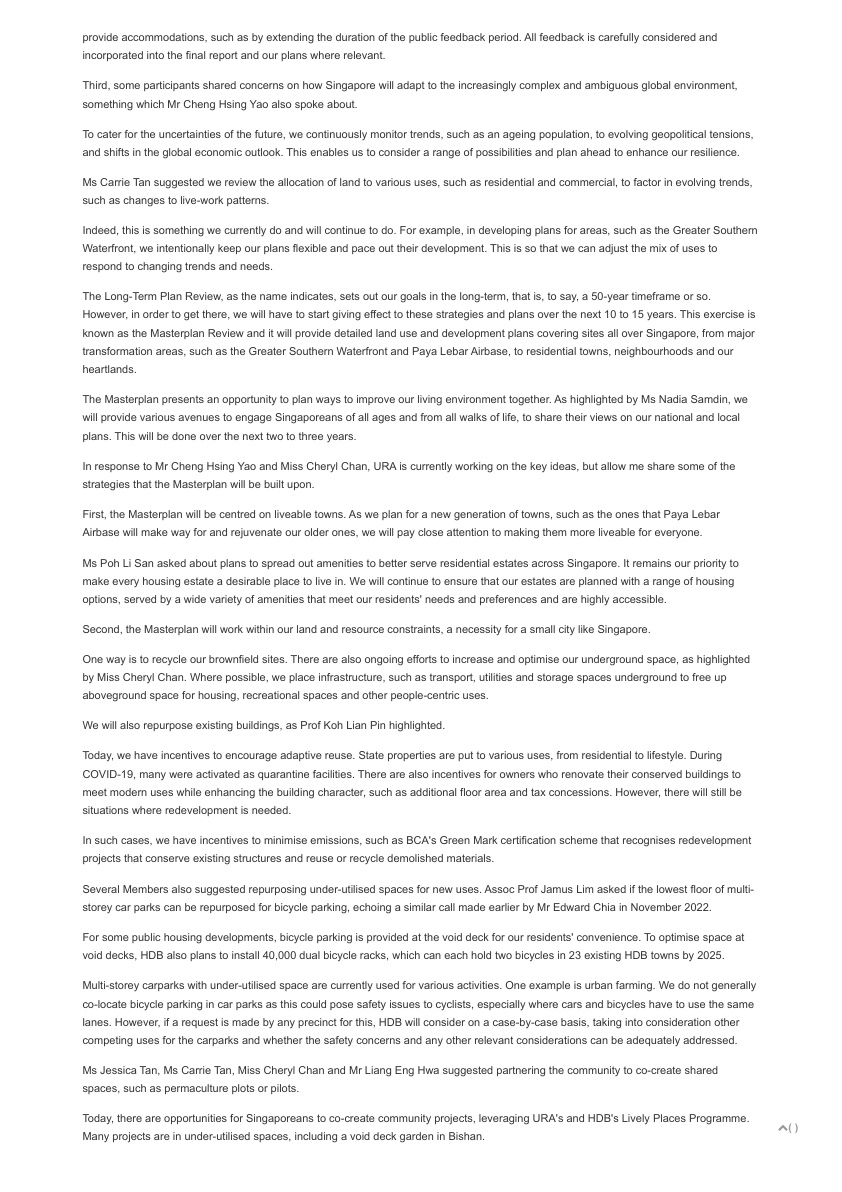 provide accommodations, such as by extending the duration of the public feedback period. All feedback is carefully considered and
incorporated into the final report and our plans where relevant.
Third, some participants shared concerns on how Singapore will adapt to the increasingly complex and ambiguous global environment,
something which Mr Cheng Hsing Yao also spoke about.
To cater for the uncertainties of the future, we continuously monitor trends, such as an ageing population, to evolving geopolitical tensions,
and shifts in the global economic outlook. This enables us to consider a range of possibilities and plan ahead to enhance our resilience.
Ms Carrie Tan suggested we review the allocation of land to various uses, such as residential and commercial, to factor in evolving trends,
such as changes to live-work patterns.
Indeed, this is something we currently do and will continue to do. For example, in developing plans for areas, such as the Greater Southern
Waterfront, we intentionally keep our plans flexible and pace out their development. This is so that we can adjust the mix of uses to
respond to changing trends and needs.
The Long-Term Plan Review, as the name indicates, sets out our goals in the long-term, that is, to say, a 50-year timeframe or so.
However, in order to get there, we will have to start giving effect to these strategies and plans over the next 10 to 15 years. This exercise is
known as the Masterplan Review and it will provide detailed land use and development plans covering sites all over Singapore, from major
transformation areas, such as the Greater Southern Waterfront and Paya Lebar Airbase, to residential towns, neighbourhoods and our
heartlands.
The Masterplan presents an opportunity to plan ways to improve our living environment together. As highlighted by Ms Nadia Samdin, we
will provide various avenues to engage Singaporeans of all ages and from all walks of life, to share their views on our national and local
plans. This will be done over the next two to three years.
In response to Mr Cheng Hsing Yao and Miss Cheryl Chan, URA is currently working on the key ideas, but allow me share some of the
strategies that the Masterplan will be built upon.
First, the Masterplan will be centred on liveable towns. As we plan for a new generation of towns, such as the ones that Paya Lebar
Airbase will make way for and rejuvenate our older ones, we will pay close attention to making them more liveable for everyone.
Ms Poh Li San asked about plans to spread out amenities to better serve residential estates across Singapore. It remains our priority to
make every housing estate a desirable place to live in. We will continue to ensure that our estates are planned with a range of housing
options, served by a wide variety of amenities that meet our residents' needs and preferences and are highly accessible.
Second, the Masterplan will work within our land and resource constraints, a necessity for a small city like Singapore.
One way is to recycle our brownfield sites. There are also ongoing efforts to increase and optimise our underground space, as highlighted
by Miss Cheryl Chan. Where possible, we place infrastructure, such as transport, utilities and storage spaces underground to free up
aboveground space for housing, recreational spaces and other people-centric uses.
We will also repurpose existing buildings, as Prof Koh Lian Pin highlighted.
Today, we have incentives to encourage adaptive reuse. State properties are put to various uses, from residential to lifestyle. During
COVID-19, many were activated as quarantine facilities. There are also incentives for owners who renovate their conserved buildings to
meet modern uses while enhancing the building character, such as additional floor area and tax concessions. However, there will still be
situations where redevelopment is needed.
In such cases, we have incentives to minimise emissions, such as BCA's Green Mark certification scheme that recognises redevelopment
projects that conserve existing structures and reuse or recycle demolished materials.
Several Members also suggested repurposing under-utilised spaces for new uses. Assoc Prof Jamus Lim asked if the lowest floor of multi-
storey car parks can be repurposed for bicycle parking, echoing a similar call made earlier by Mr Edward Chia in November 2022.
For some public housing developments, bicycle parking is provided at the void deck for our residents' convenience. To optimise space at
void decks, HDB also plans to install 40,000 dual bicycle racks, which can each hold two bicycles in 23 existing HDB towns by 2025.
Multi-storey carparks with under-utilised space are currently used for various activities. One example is urban farming. We do not generally
co-locate bicycle parking in car parks as this could pose safety issues to cyclists, especially where cars and bicycles have to use the same
lanes. However, if a request is made by any precinct for this, HDB will consider on a case-by-case basis, taking into consideration other
competing uses for the carparks and whether the safety concerns and any other relevant considerations can be adequately addressed.
Ms Jessica Tan, Ms Carrie Tan, Miss Cheryl Chan and Mr Liang Eng Hwa suggested partnering the community to co-create shared
spaces, such as permaculture plots or pilots.
Today, there are opportunities for Singaporeans to co-create community projects, leveraging URA's and HDB's Lively Places Programme.
Many projects are in under-utilised spaces, including a void deck garden in Bishan.
( )